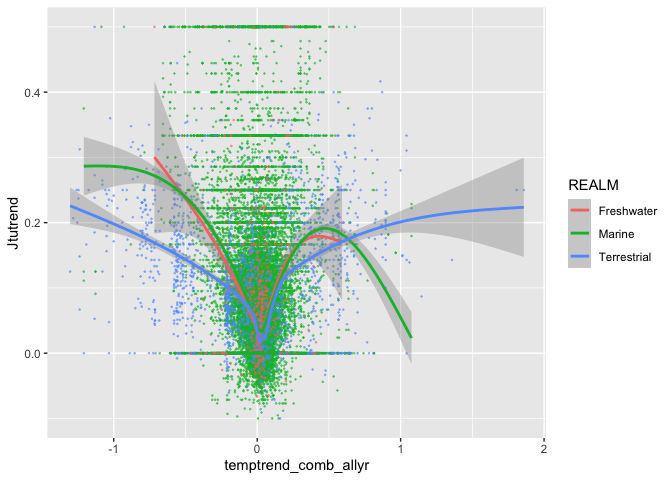 0.4
0.2
0.0
Jtutrend
-1
0
1
2
temptrend_comb_allyr
REALM
Freshwater
Marine
Terrestrial